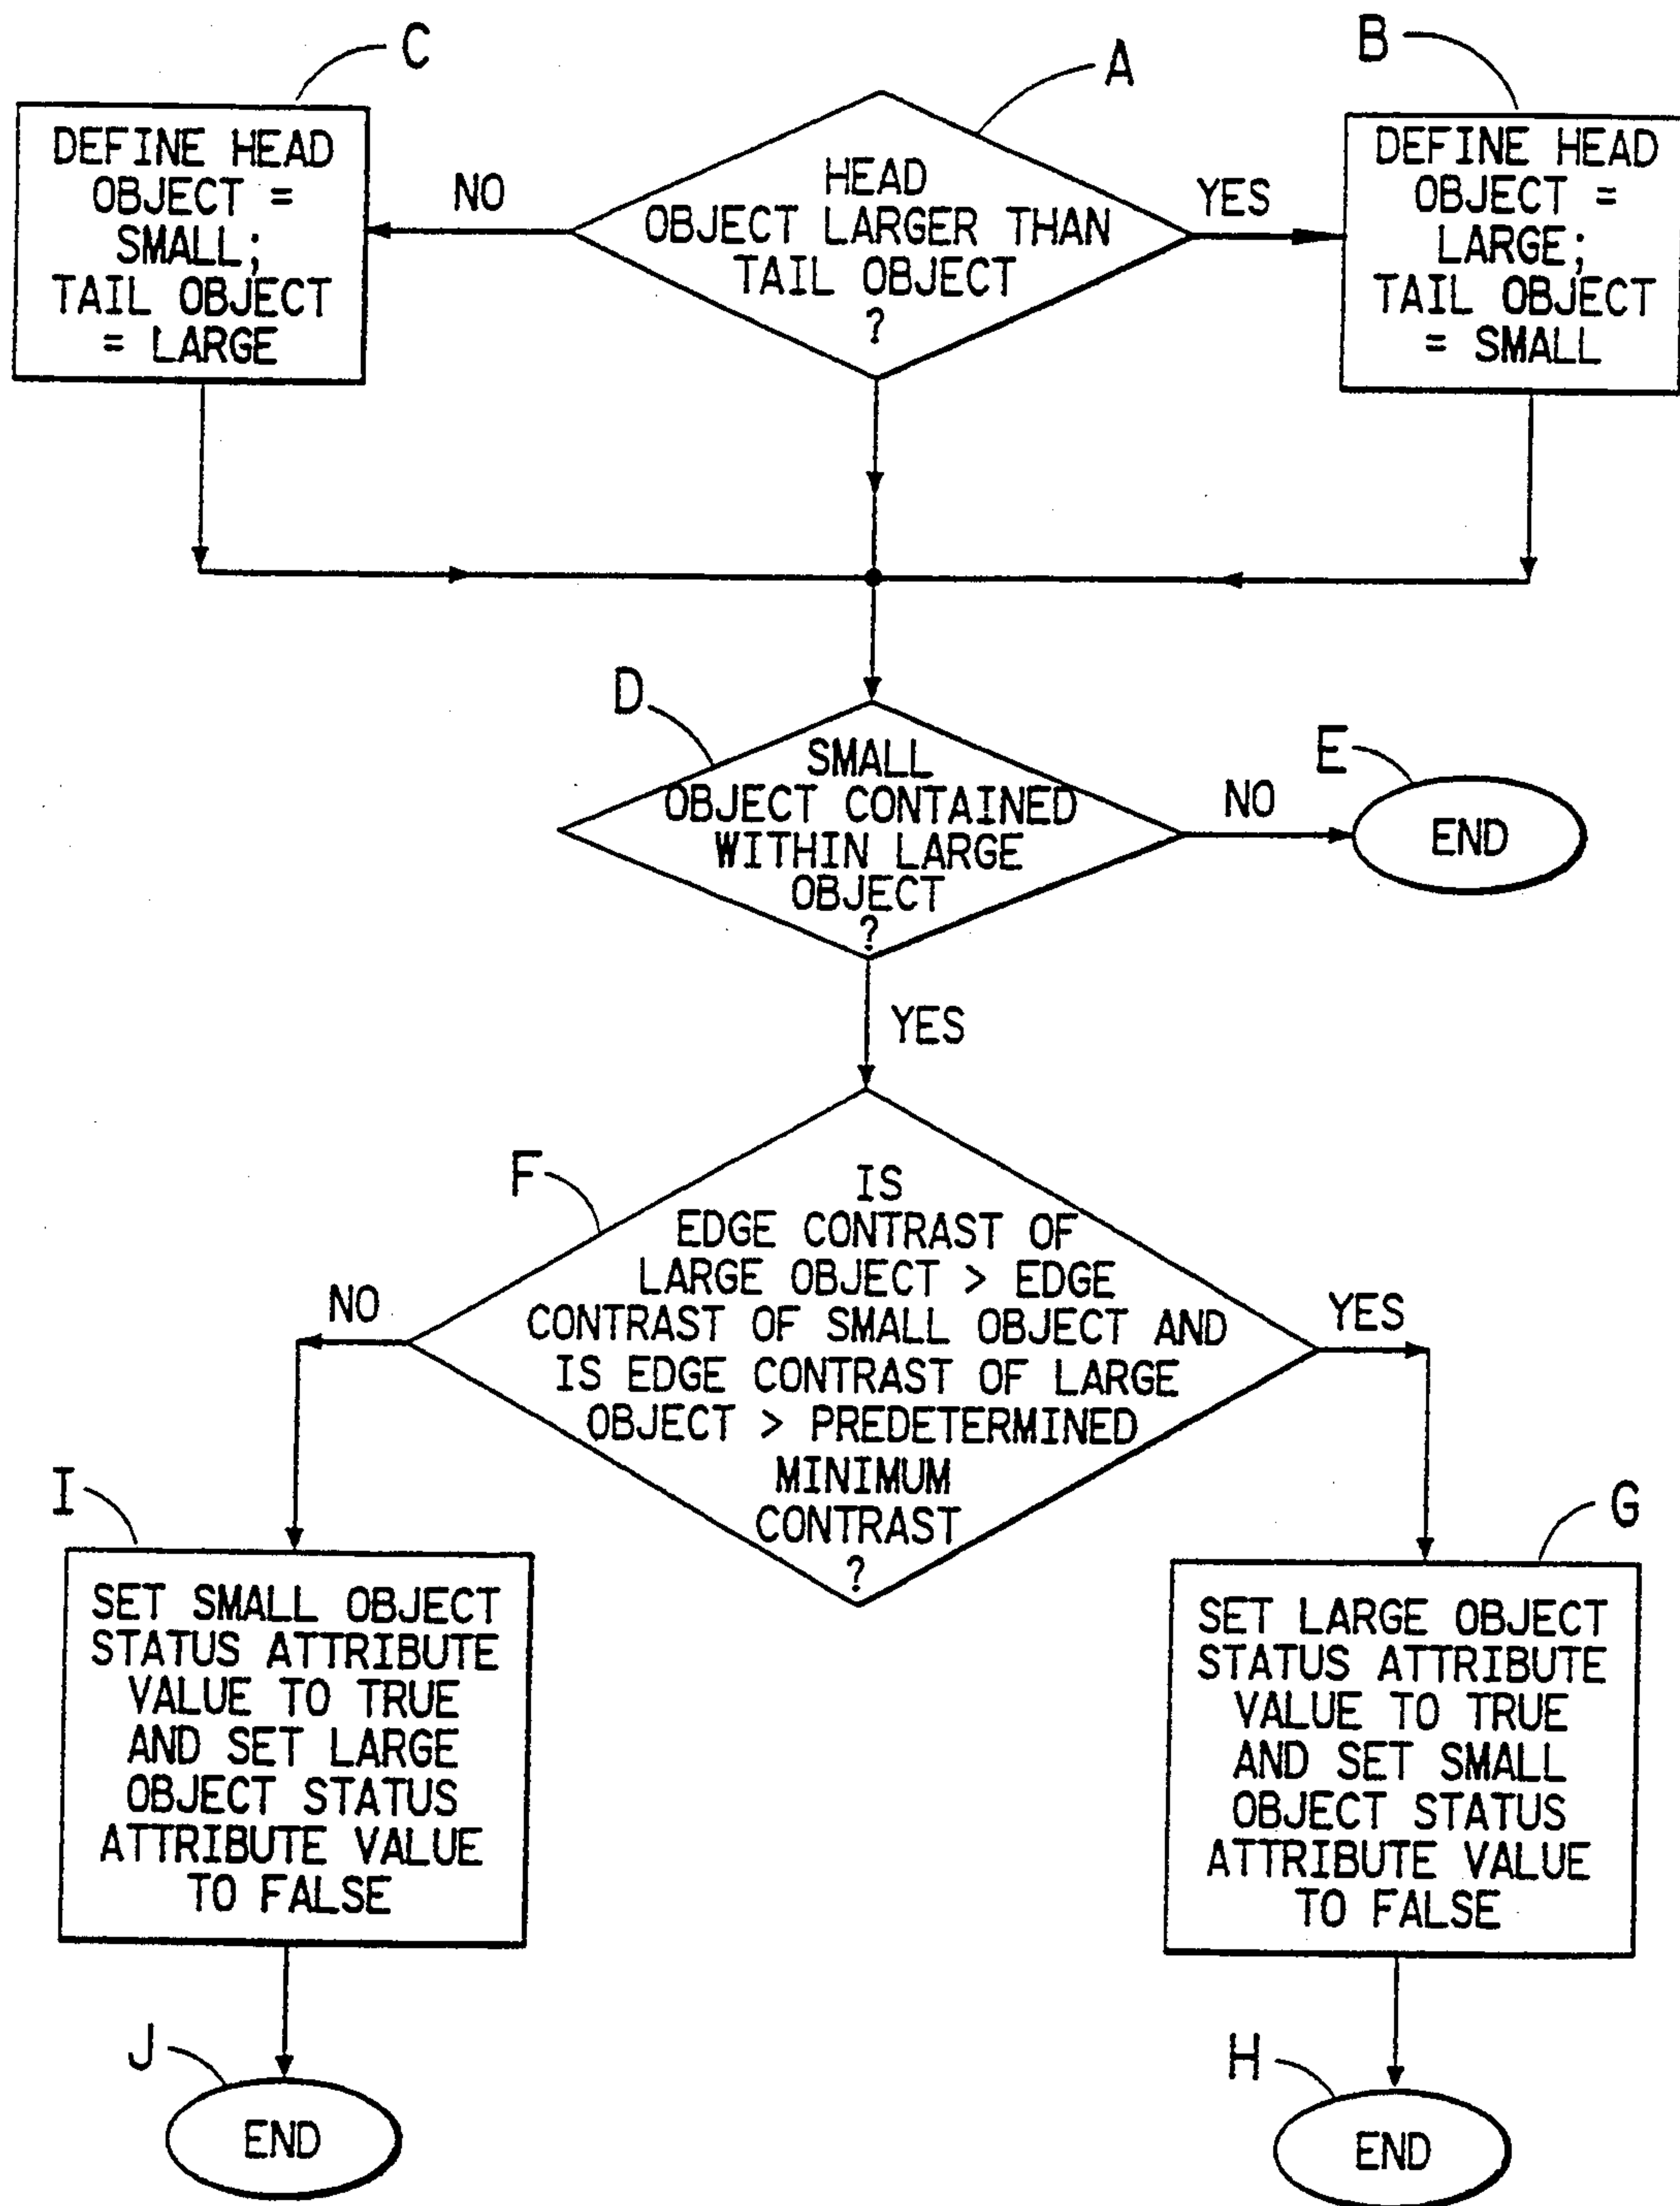 C
A
B
DEFINE HEAD
OBJECT =
SMALL;
TAIL OBJECT
= LARGE
NO
HEAD
OBJECT LARGER THAN
TAIL OBJECT
?
YES
DEFINE HEAD
OBJECT =
LARGE;
TAIL OBJECT
= SMALL
D
SMALL
OBJECT CONTAINED
WITHIN LARGE
OBJECT
?
NO
E
END
YES
F
IS
EDGE CONTRAST OF
LARGE OBJECT > EDGE
CONTRAST OF SMALL OBJECT AND
IS EDGE CONTRAST OF LARGE
OBJECT > PREDETERMINED
MINIMUM
CONTRAST
?
NO
YES
I
SET SMALL OBJECT
STATUS ATTRIBUTE
VALUE TO TRUE
AND SET LARGE
OBJECT STATUS
ATTRIBUTE VALUE
TO FALSE
G
SET LARGE OBJECT
STATUS ATTRIBUTE
VALUE TO TRUE
AND SET SMALL
OBJECT STATUS
ATTRIBUTE VALUE
TO FALSE
J
END
H
END